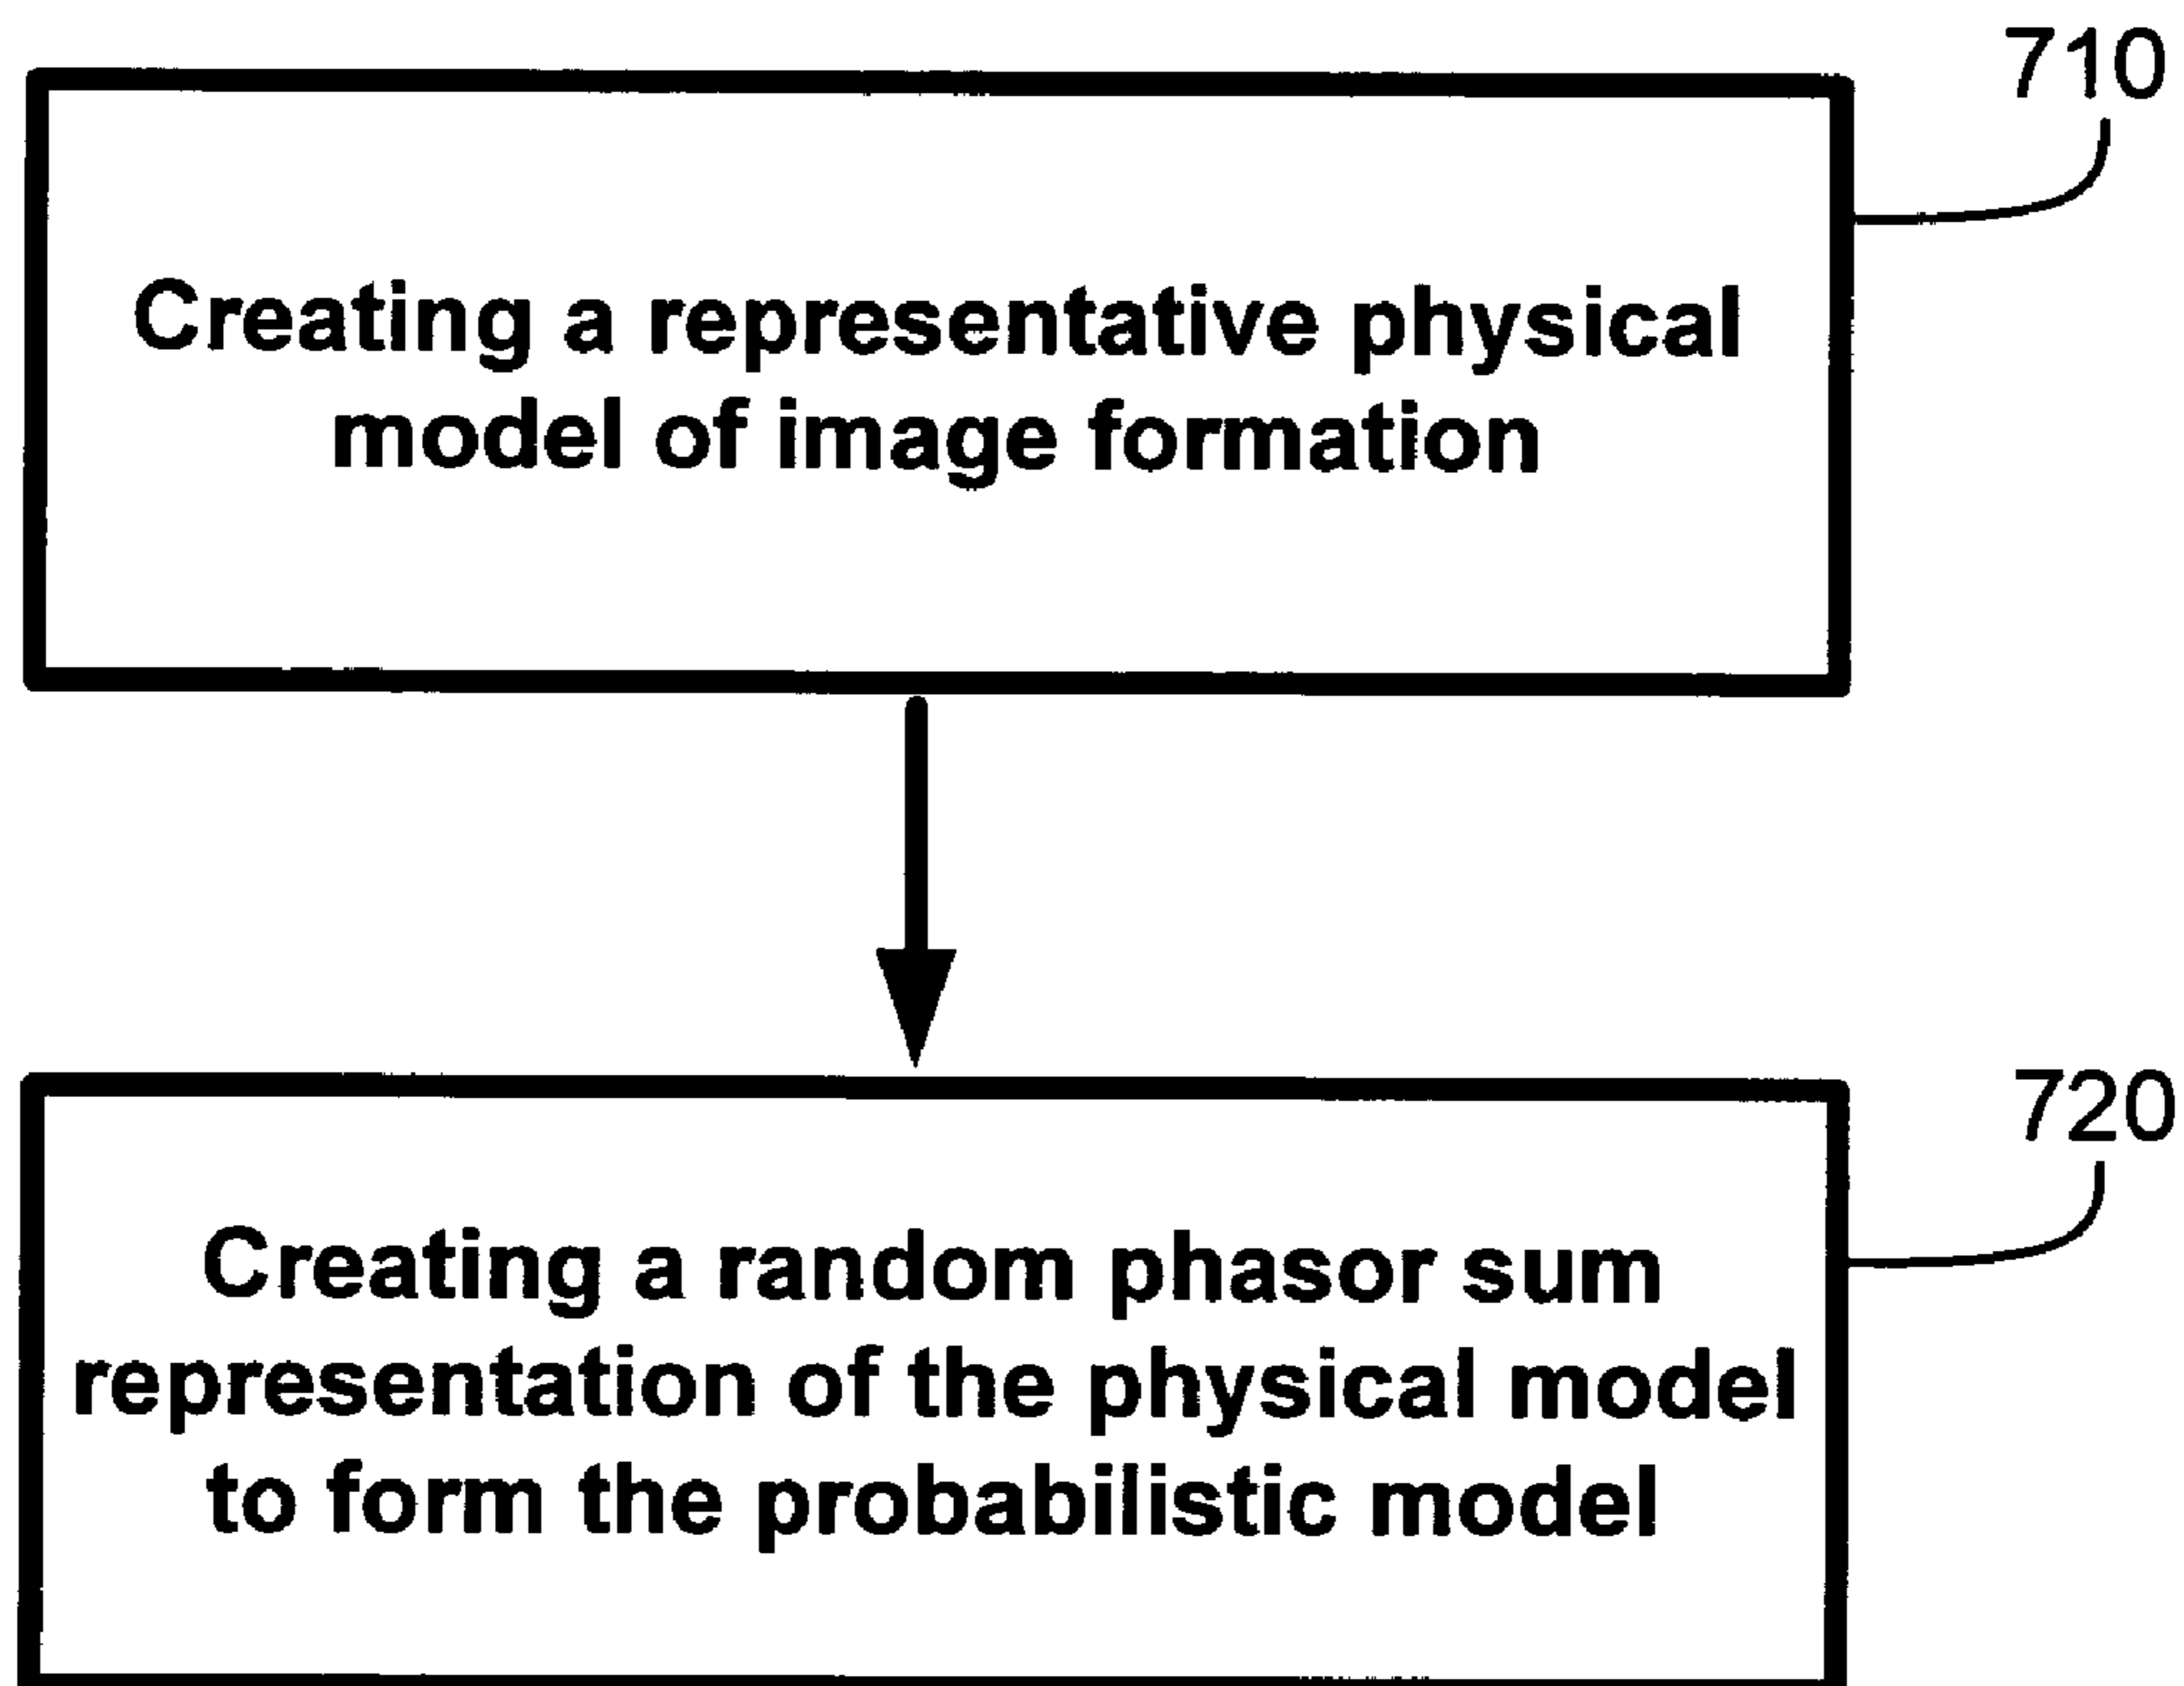 710
Creating a representative physical
model of image formation
720
Creating a random phasor sum
representation of the physical model
to form the probabilistic model